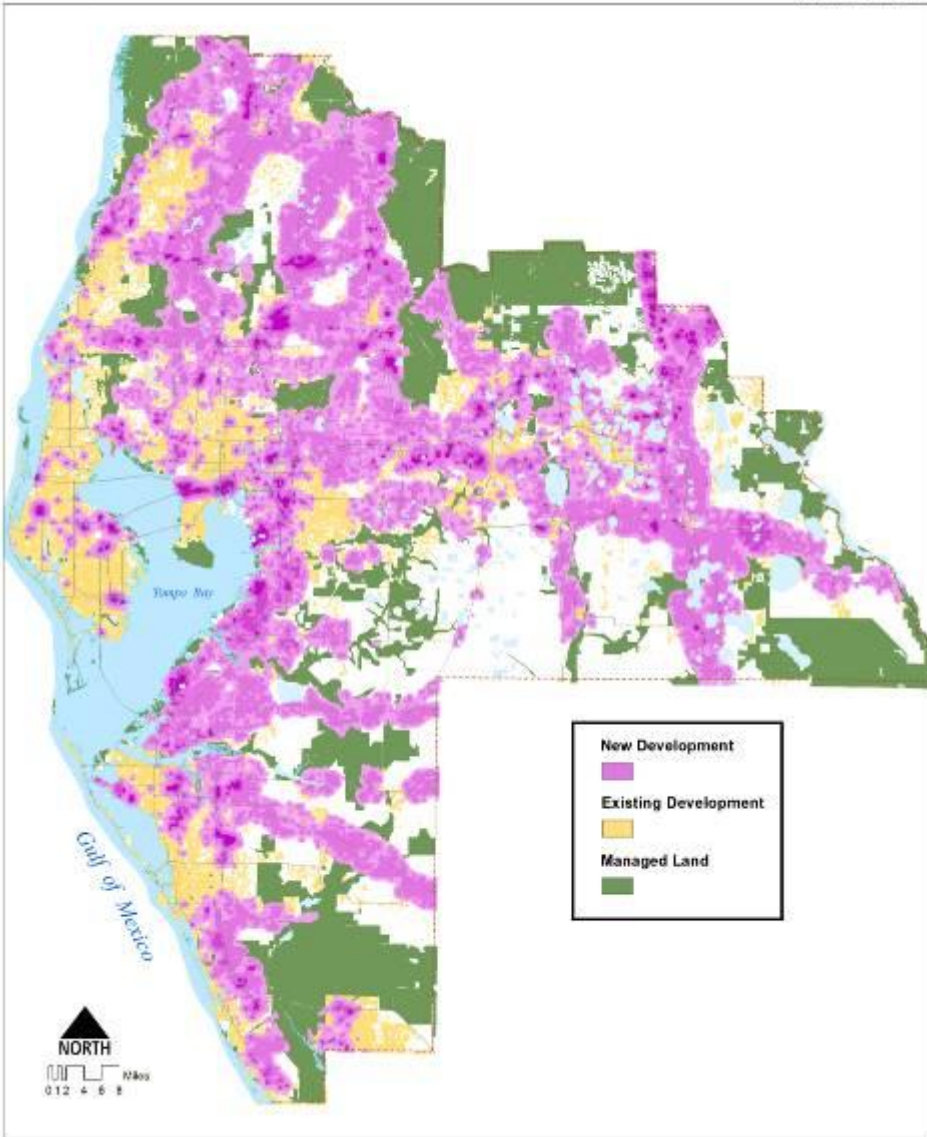 Tampa Bay
Gulf of Mexico
New Development
Existing Development
Managed Land
NORTH
Miles
0 1 2 4 6 8